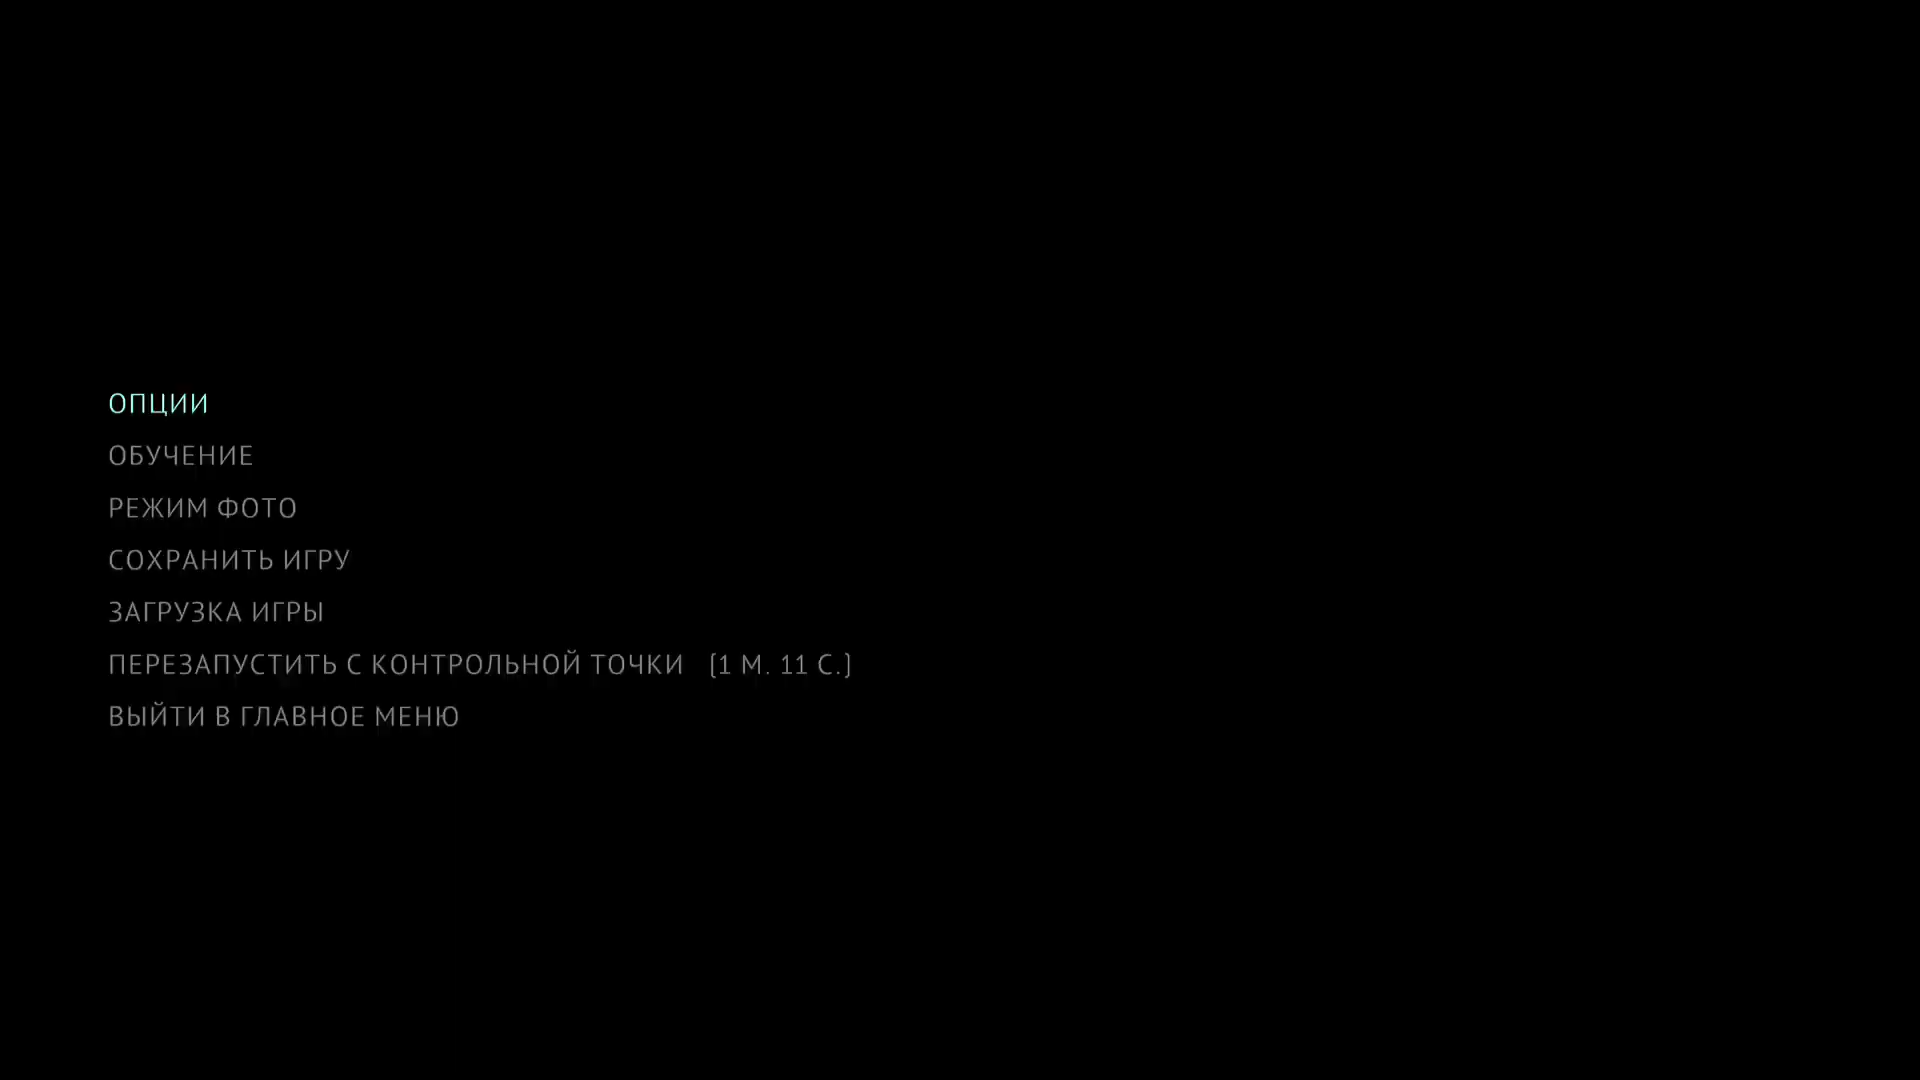 ОПЦИИ
ОБУЧЕНИЕ
РЕЖИМ ФОТО
СОХРАНИТЬ ИГРУ
ЗАГРУЗКА ИГРЫ
ПЕРЕЗАПУСТИТЬ С КОНТРОЛЬНОЙ ТОЧКИ (1 М. 11 С.)
ВЫЙТИ В ГЛАВНОЕ МЕНЮ